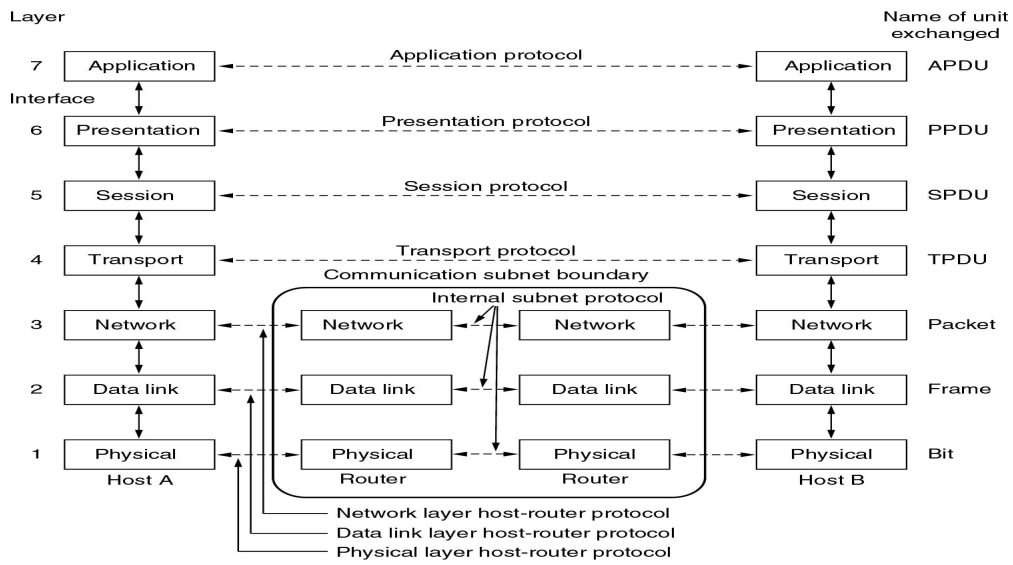 Layer
Name of unit
exchanged
Application protocol
7 Application Application APDU
Interface
Presentation protocol
6 Presentation Presentation PPDU
Session protocol
5 Session Session SPDU
Transport protocol
4 Transport Transport TPDU
Communication subnet boundary
Internal subnet protocol
3 Network Network Network Network Packet
2 Data link Data link Data link Data link Frame
1 Physical Physical Physical Physical Bit
Host A Router Router Host B
Network layer host-router protocol
Data link layer host-router protocol
Physical layer host-router protocol